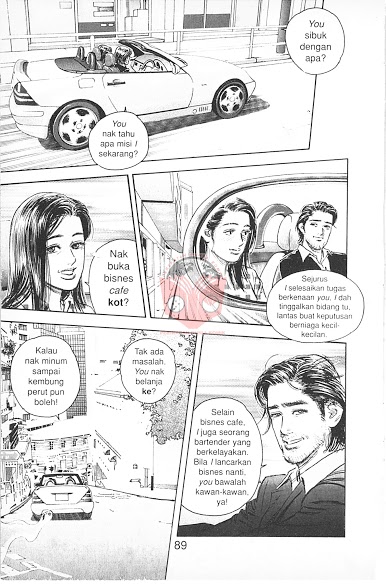 You
sibuk
dengan
apa?
You
nak tahu
apa misi I
sekarang?
Nak
buka
bisnes
cafe
kot?
Sejurus
I selesaikan tugas
berkenaan you, I dah
tinggalkan bidang tu,
lantas buat keputusan
berniaga kecil-
kecilan.
Kalau
nak minum
sampai
kembung
perut pun
boleh!
Tak ada
masalah.
You nak
belanja
ke?
Selain
bisnes cafe,
I juga seorang
bartender yang
berkelayakan.
Bila I lancarkan
bisnes nanti,
you bawalah
kawan-kawan,
ya!
89